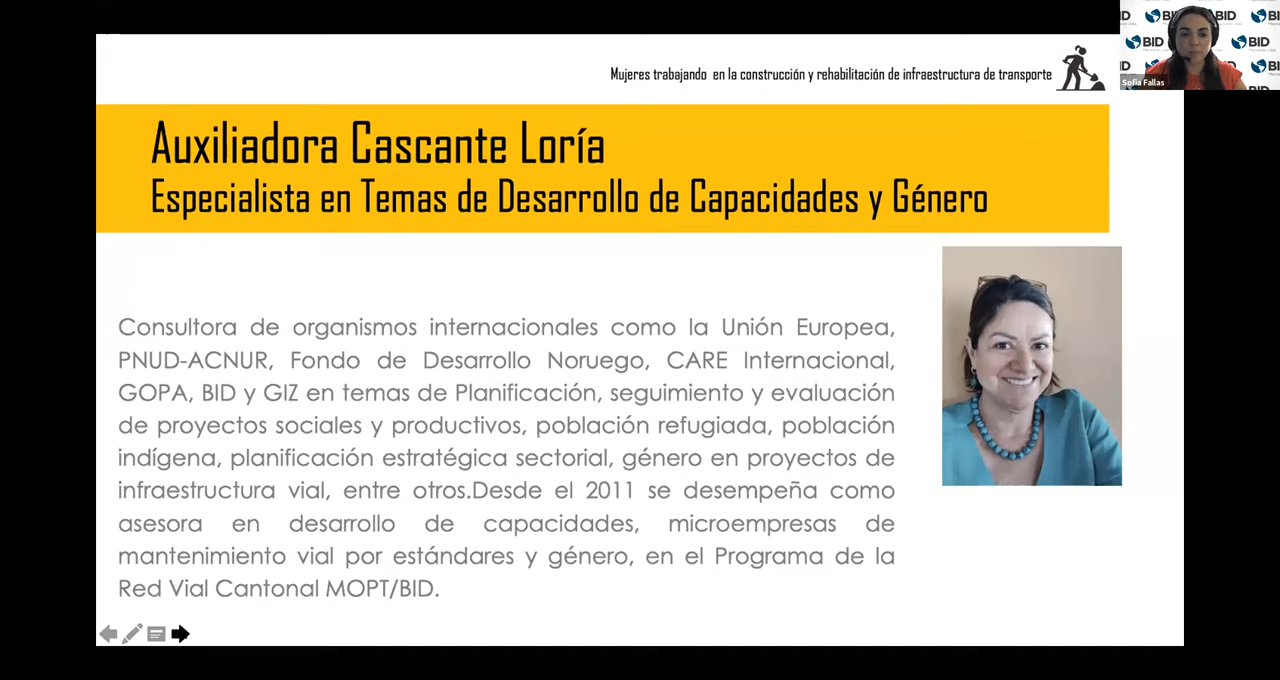 Mujeres trabajando en la construcción y rehabilitación de infraestructura de transporte
BID
BID
BID
BID
BID
Sofía Fallas
Auxiliadora Cascante Loría
Especialista en Temas de Desarrollo de Capacidades y Género
Consultora de organismos internacionales como la Unión Europea,
PNUD-ACNUR, Fondo de Desarrollo Noruego, CARE Internacional,
GOPA, BID y GIZ en temas de Planificación, seguimiento y evaluación
de proyectos sociales y productivos, población refugiada, población
indígena, planificación estratégica sectorial, género en proyectos de
infraestructura vial, entre otros.Desde el 2011 se desempeña como
asesora en desarrollo de capacidades, microempresas de
mantenimiento vial por estándares y género, en el Programa de la
Red Vial Cantonal MOPT/BID.